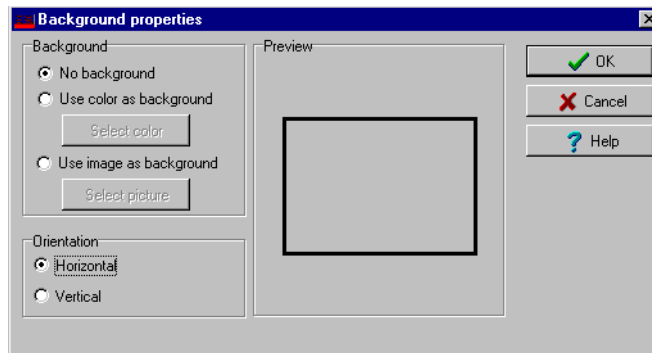 Background properties
Background
No background
Use color as background
Select color
Use image as background
Select picture
Orientation
Horizontal
Vertical
Preview
OK
Cancel
Help